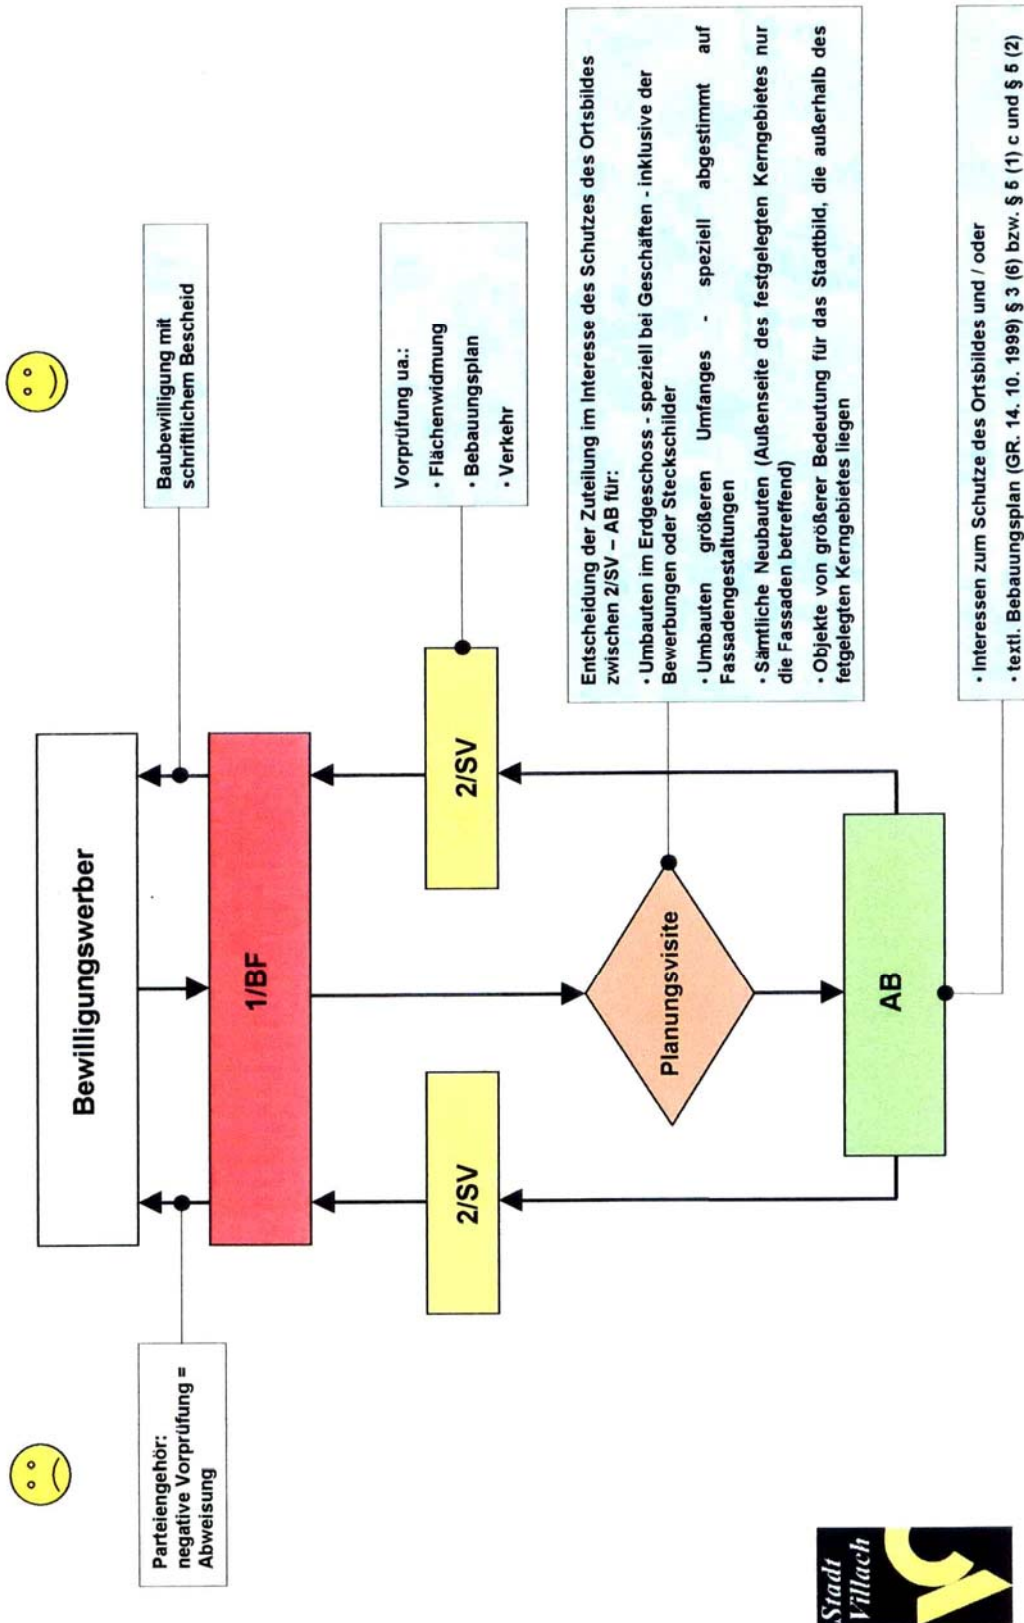 Parteiengehör:
negative Vorprüfung =
Abweisung
Baubewilligung mit
schriftlichem Bescheid
Bewilligungswerber
1/BF
2/SV
2/SV
Vorprüfung ua.:
• Flächenwidmung
• Bebauungsplan
• Verkehr
Planungsvisite
Entscheidung der Zuteilung im Interesse des Schutzes des Ortsbildes
zwischen 2/SV – AB für:
• Umbauten im Erdgeschoss - speziell bei Geschäften - inklusive der
Bewerbungen oder Steckschilder
• Umbauten größeren Umfanges - speziell abgestimmt auf
Fassadengestaltungen
• Sämtliche Neubauten (Außenseite des festgelegten Kerngebietes nur
die Fassaden betreffend)
• Objekte von größerer Bedeutung für das Stadtbild, die außerhalb des
fetgelegten Kerngebietes liegen
AB
• Interessen zum Schutze des Ortsbildes und / oder
• textl. Bebauungsplan (GR. 14. 10. 1999) § 3 (6) bzw. § 5 (1) c und § 5 (2)
Stadt
Villach